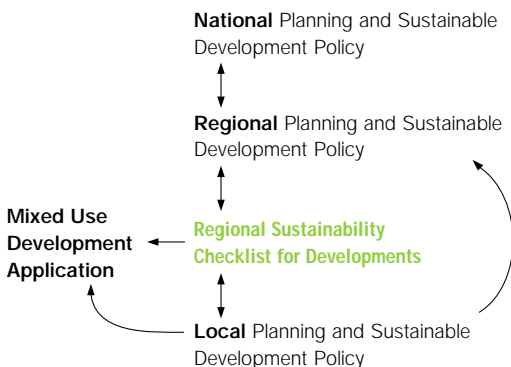 National Planning and Sustainable
Development Policy
Regional Planning and Sustainable
Development Policy
Mixed Use
Development
Application
Regional Sustainability
Checklist for Developments
Local Planning and Sustainable
Development Policy